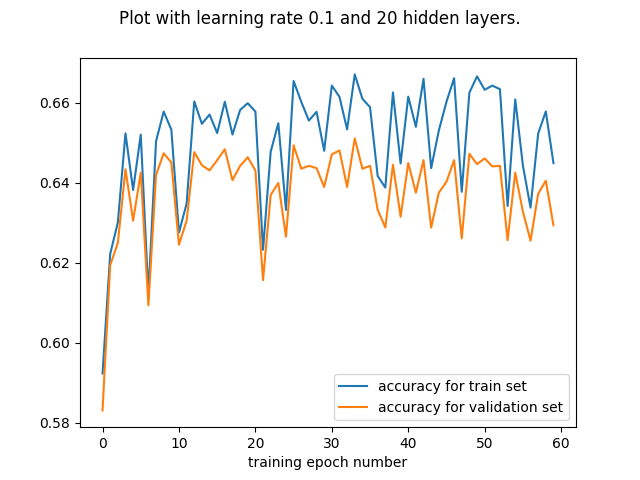 Plot with learning rate 0.1 and 20 hidden layers.
0.66
0.64
0.62
0.60
0.58
accuracy for train set
accuracy for validation set
0 10 20 30 40 50 60
training epoch number